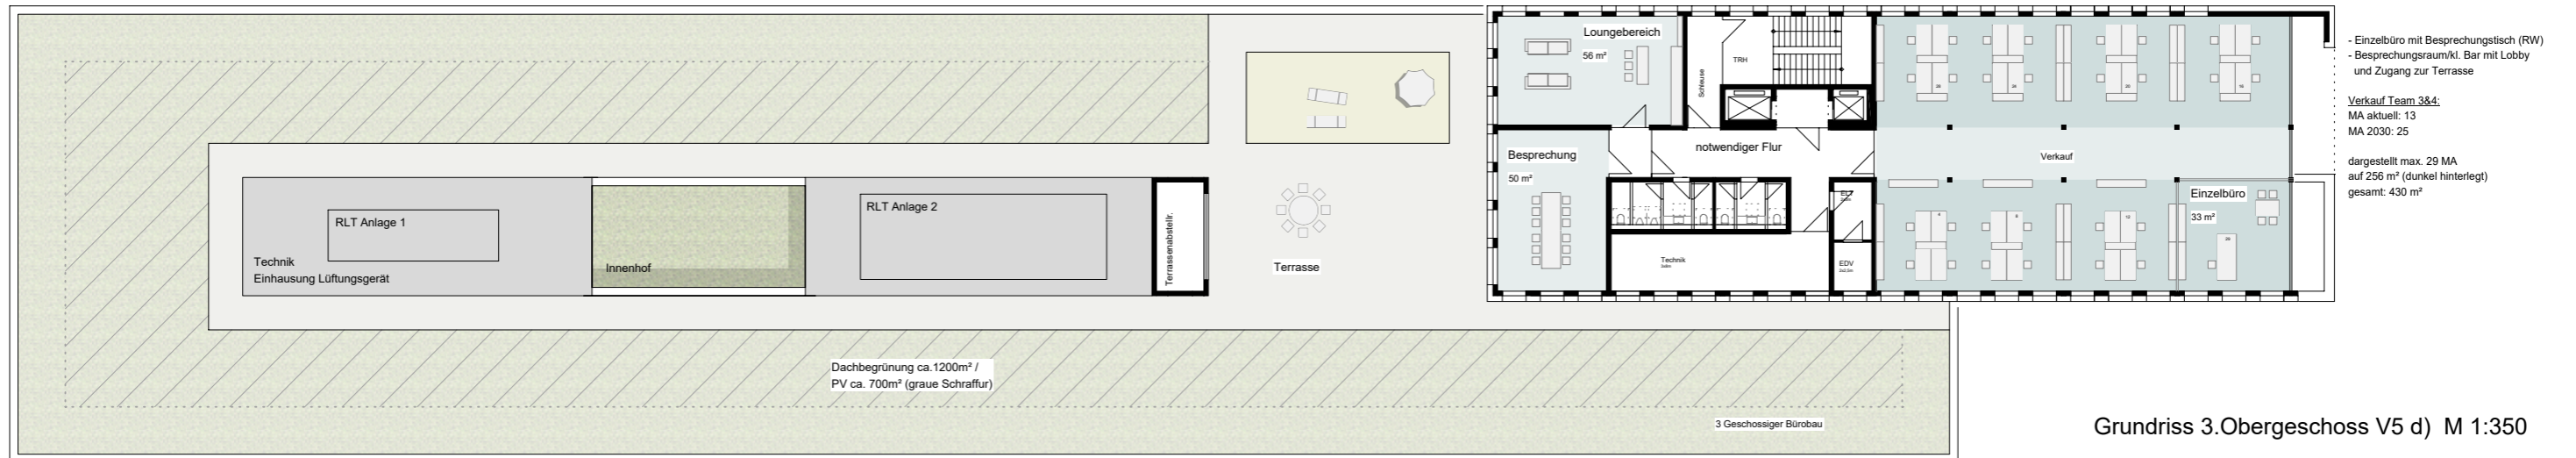 Loungebereich
56 m²
Schleuse
TRH
- Einzelbüro mit Besprechungstisch (RW)
- Besprechungsraum/kl. Bar mit Lobby
und Zugang zur Terrasse
Verkauf Team 3&4:
MA aktuell: 13
MA 2030: 25
dargestellt max. 29 MA
auf 256 m² (dunkel hinterlegt)
gesamt: 430 m²
Besprechung
50 m²
notwendiger Flur
Verkauf
Einzelbüro
33 m²
RLT Anlage 1
RLT Anlage 2
Technik
Einhausung Lüftungsgerät
Innenhof
Terrassenabstellr.
Terrasse
Technik
EDV
Dachbegrünung ca.1200m² /
PV ca. 700m² (graue Schraffur)
3 Geschossiger Bürobau
Grundriss 3.Obergeschoss V5 d) M 1:350